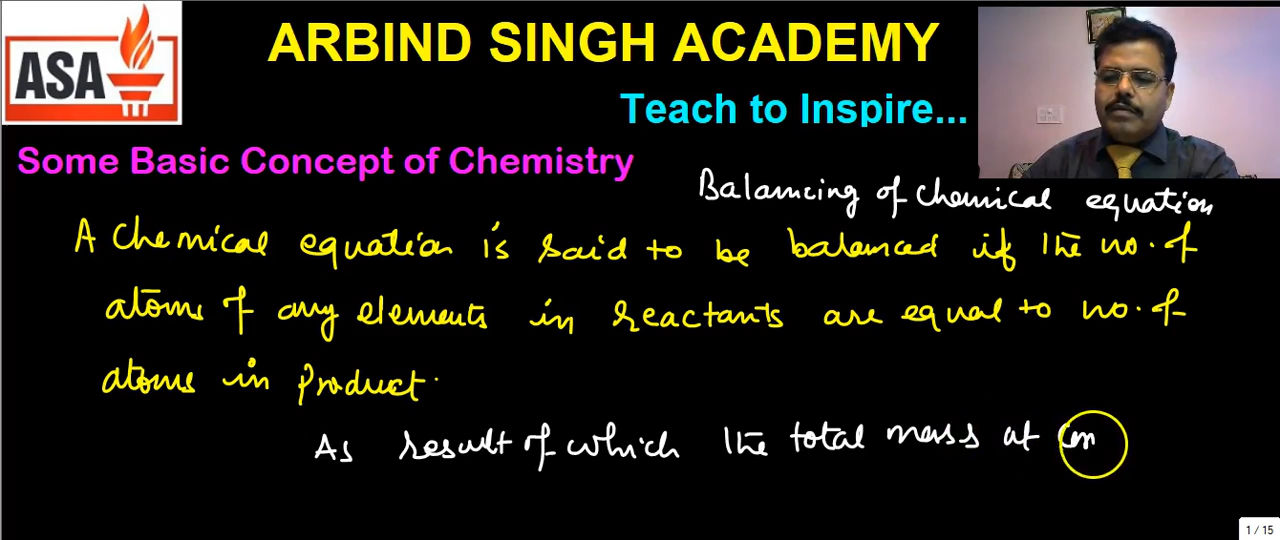 ASA
ARBIND SINGH ACADEMY
Teach to Inspire...
Some Basic Concept of Chemistry
Balancing of chemical equation
A chemical equation is said to be balanced if the no. of
atoms of any elements in reactants are equal to no. of
atoms in product.
As result of which the total mass of
1 / 15